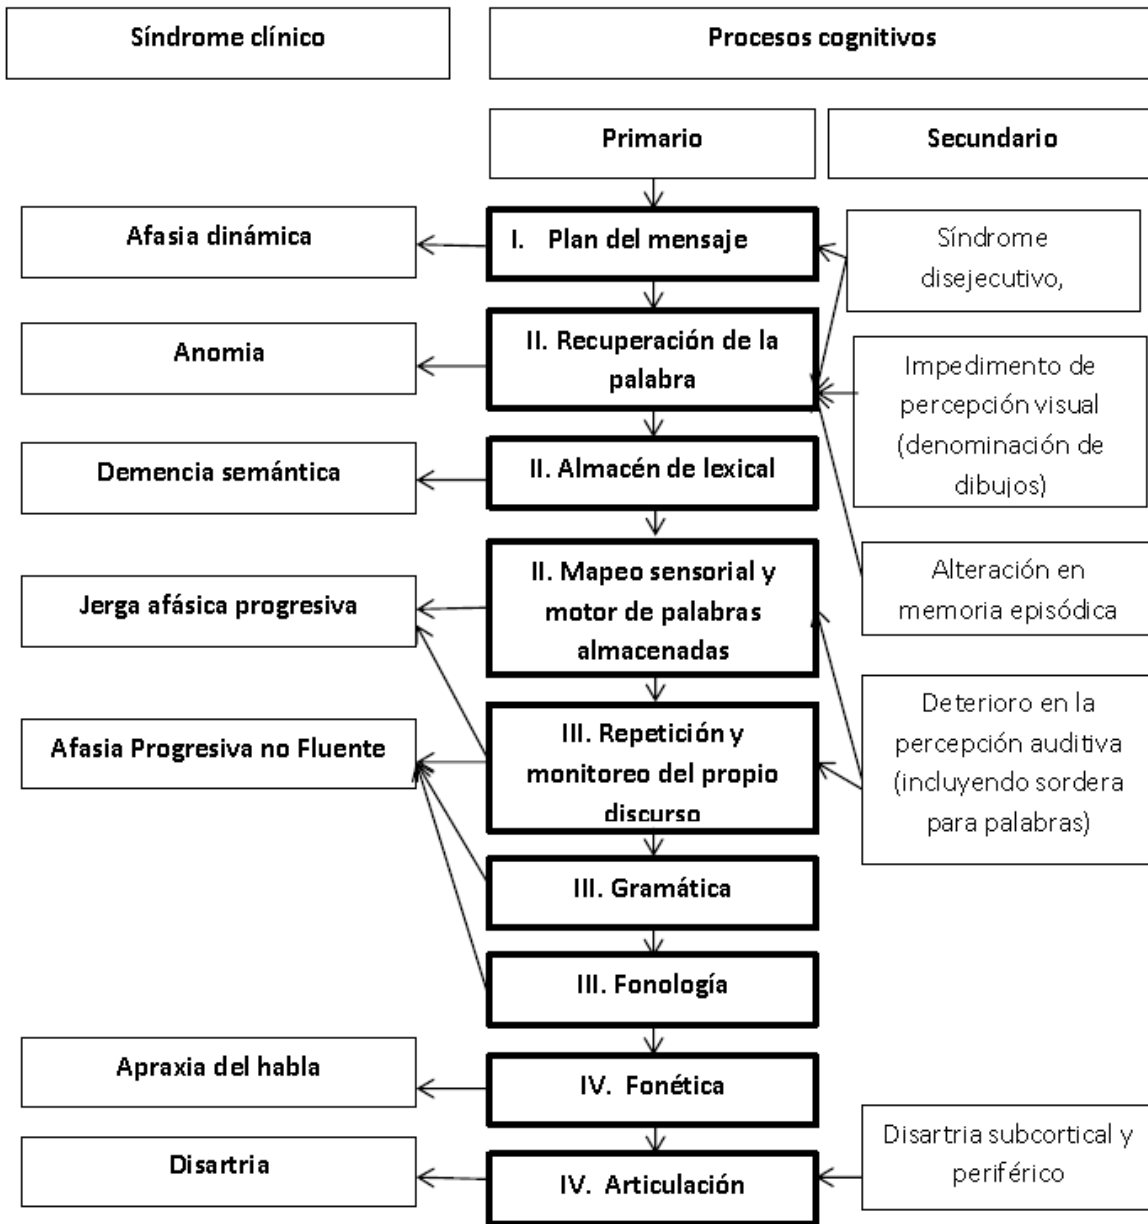 Síndrome clínico
Procesos cognitivos
Primario
Secundario
Afasia dinámica
I. Plan del mensaje
Síndrome
disejecutivo,
Anomia
II. Recuperación de la
palabra
Impedimento de
percepción visual
(denominación de
dibujos)
Demencia semántica
II. Almacén de lexical
Jerga afásica progresiva
II. Mapeo sensorial y
motor de palabras
almacenadas
Alteración en
memoria episódica
Afasia Progresiva no Fluente
III. Repetición y
monitoreo del propio
discurso
Deterioro en la
percepción auditiva
(incluyendo sordera
para palabras)
III. Gramática
III. Fonología
Apraxia del habla
IV. Fonética
Disartria
IV. Articulación
Disartria subcortical y
periférico